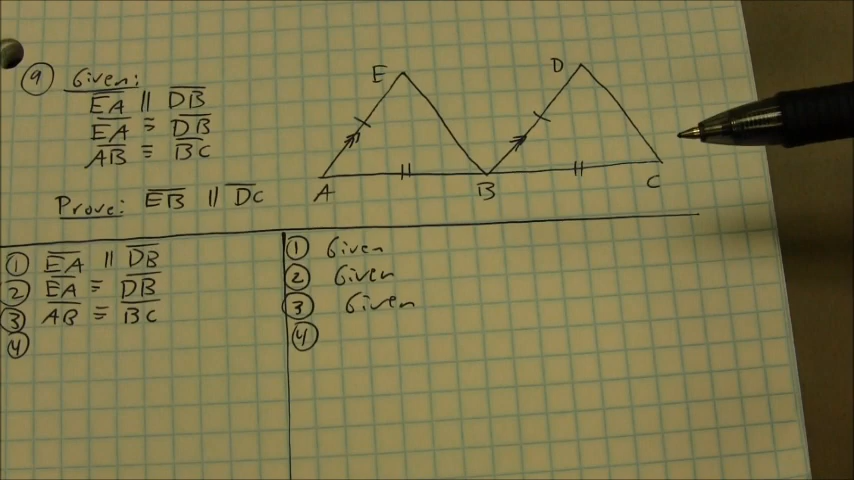 9 Given:
EA || DB
EA ≅ DB
AB ≅ BC
Prove: EB || DC
E
D
A
B
C
1 EA || DB
2 EA ≅ DB
3 AB ≅ BC
4
1 Given
2 Given
3 Given
4